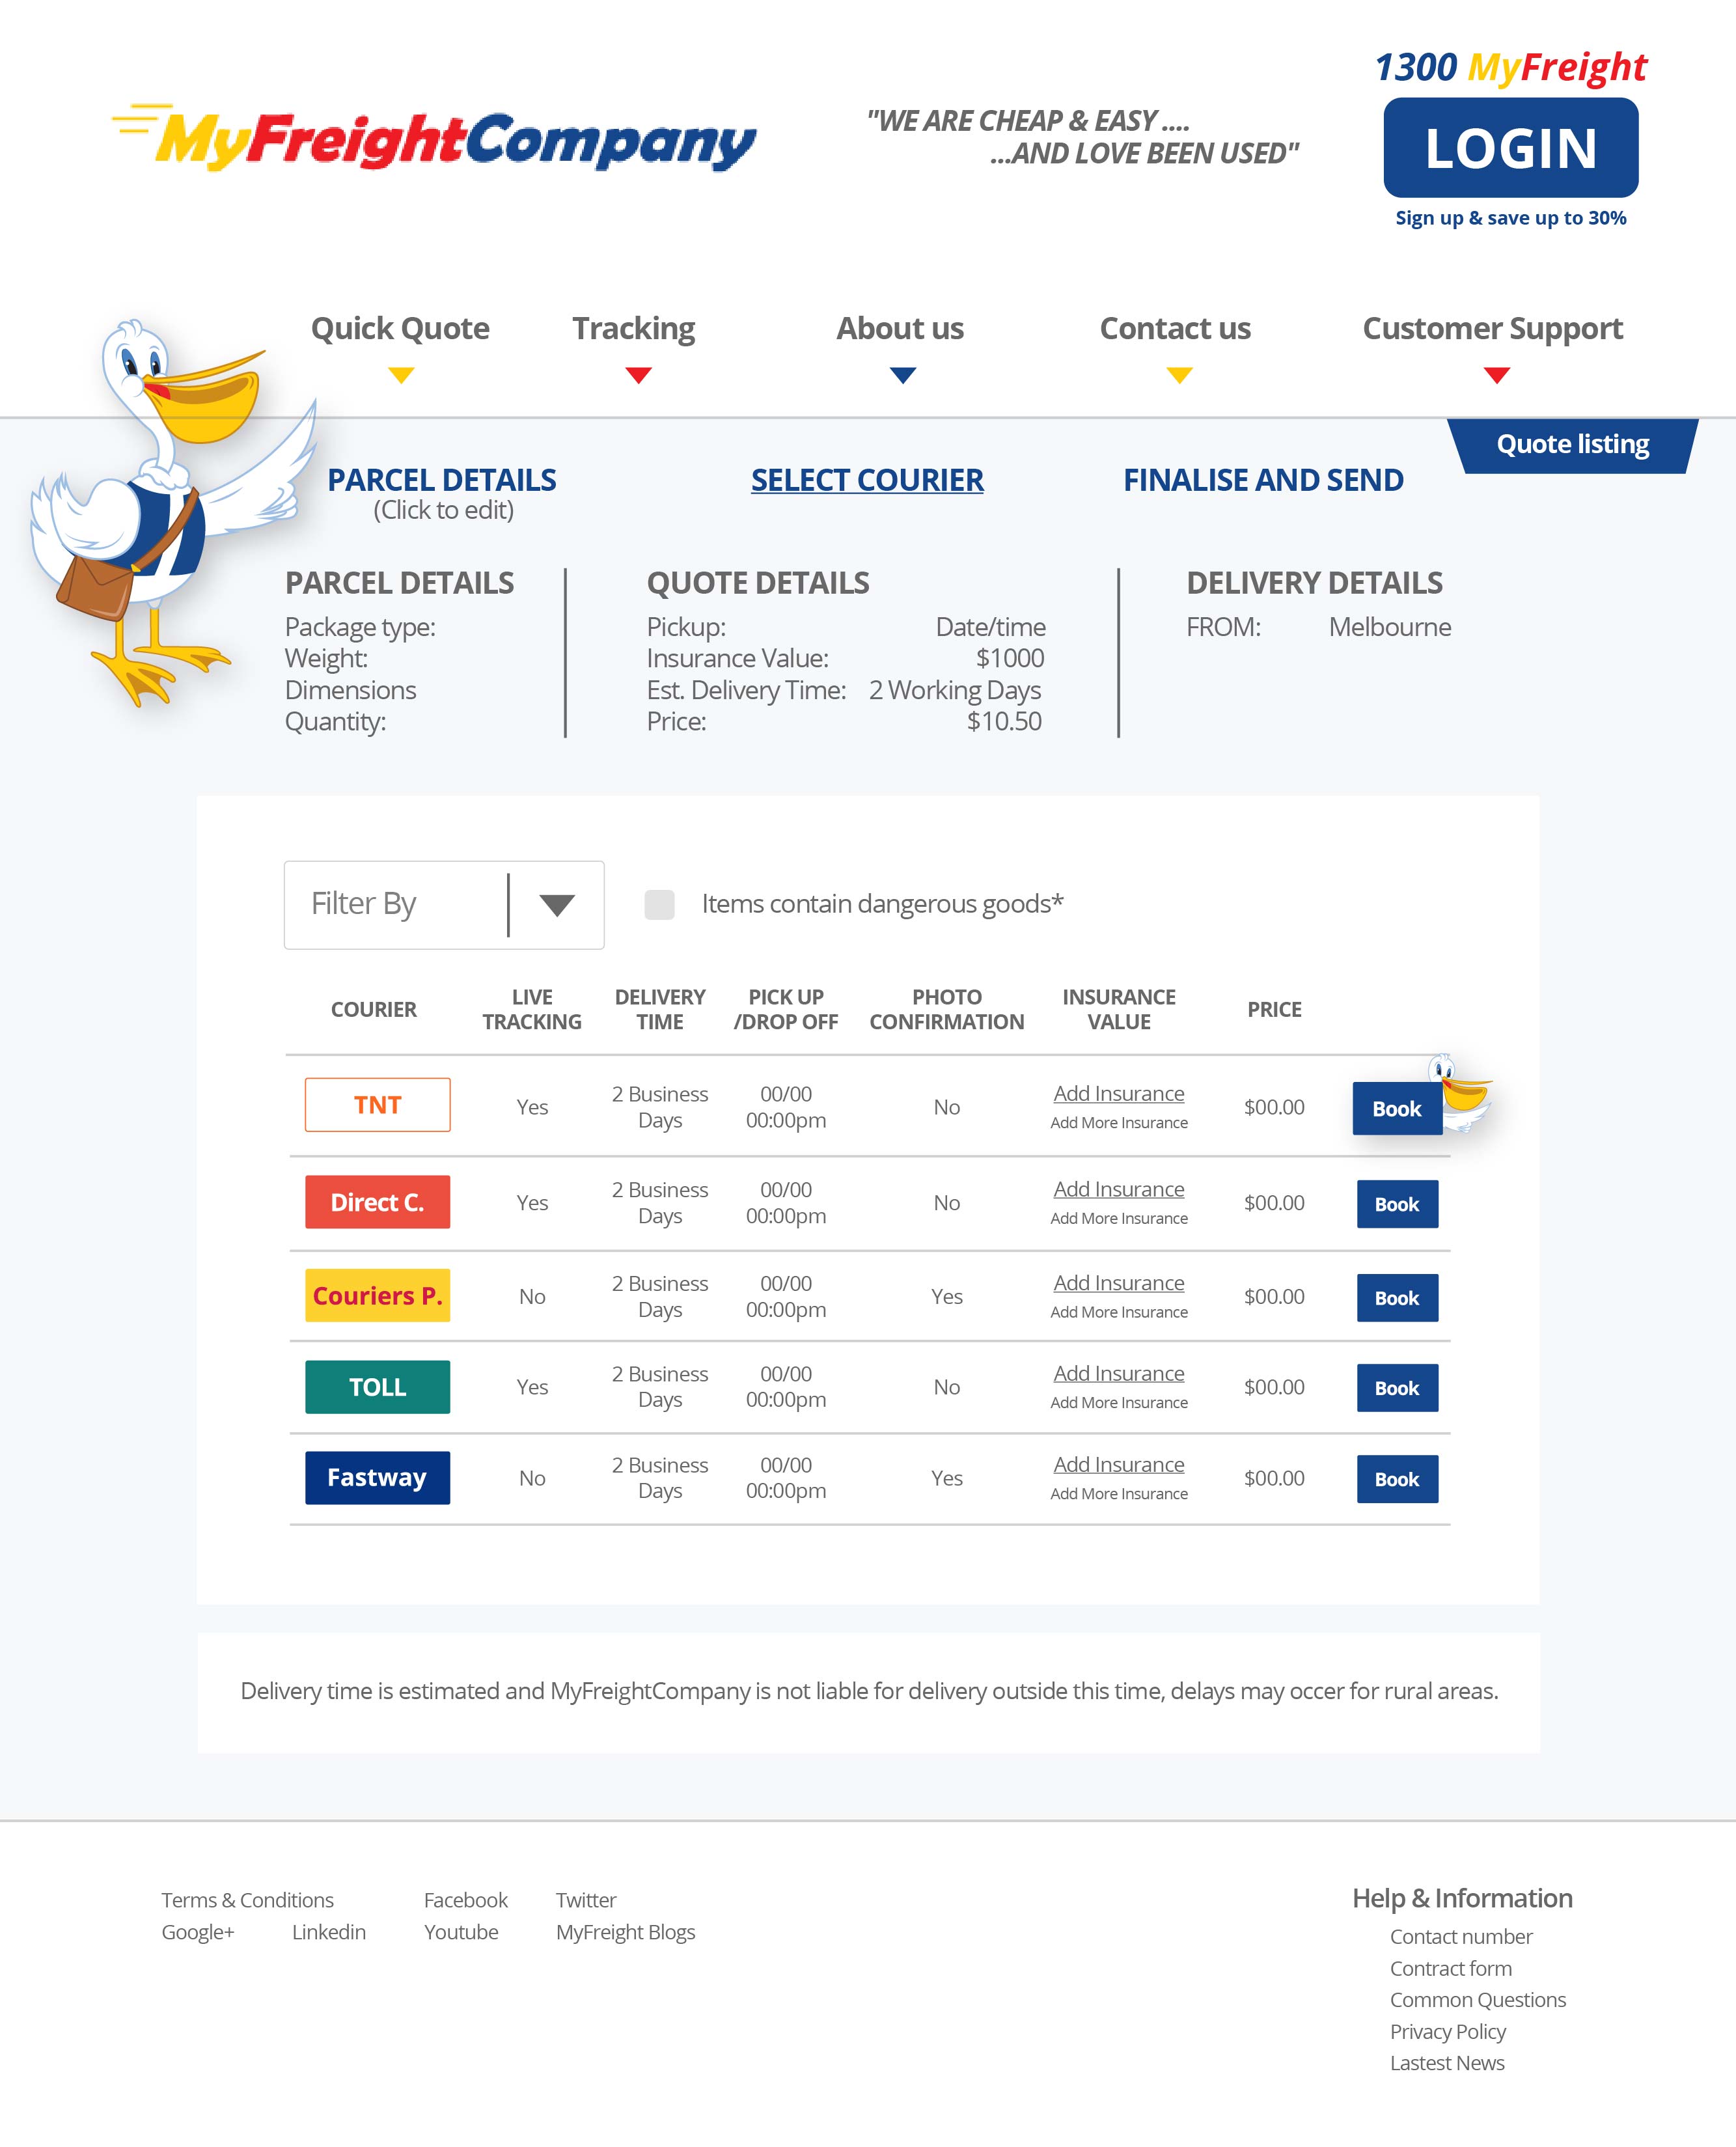 1300 MyFreight
MyFreightCompany
"WE ARE CHEAP & EASY ....
...AND LOVE BEEN USED"
LOGIN
Sign up & save up to 30%
Quick Quote
Tracking
About us
Contact us
Customer Support
Quote listing
PARCEL DETAILS
(Click to edit)
SELECT COURIER
FINALISE AND SEND
PARCEL DETAILS
Package type:
Weight:
Dimensions
Quantity:
QUOTE DETAILS
Pickup: Date/time
Insurance Value: $1000
Est. Delivery Time: 2 Working Days
Price: $10.50
DELIVERY DETAILS
FROM: Melbourne
Filter By
Items contain dangerous goods*
COURIER
LIVE
TRACKING
DELIVERY
TIME
PICK UP
/DROP OFF
PHOTO
CONFIRMATION
INSURANCE
VALUE
PRICE
TNT
Yes
2 Business
Days
00/00
00:00pm
No
Add Insurance
Add More Insurance
$00.00
Book
Direct C.
Yes
2 Business
Days
00/00
00:00pm
No
Add Insurance
Add More Insurance
$00.00
Book
Couriers P.
No
2 Business
Days
00/00
00:00pm
Yes
Add Insurance
Add More Insurance
$00.00
Book
TOLL
Yes
2 Business
Days
00/00
00:00pm
No
Add Insurance
Add More Insurance
$00.00
Book
Fastway
No
2 Business
Days
00/00
00:00pm
Yes
Add Insurance
Add More Insurance
$00.00
Book
Delivery time is estimated and MyFreightCompany is not liable for delivery outside this time, delays may occer for rural areas.
Terms & Conditions
Facebook
Twitter
Google+
Linkedin
Youtube
MyFreight Blogs
Help & Information
Contact number
Contract form
Common Questions
Privacy Policy
Lastest News